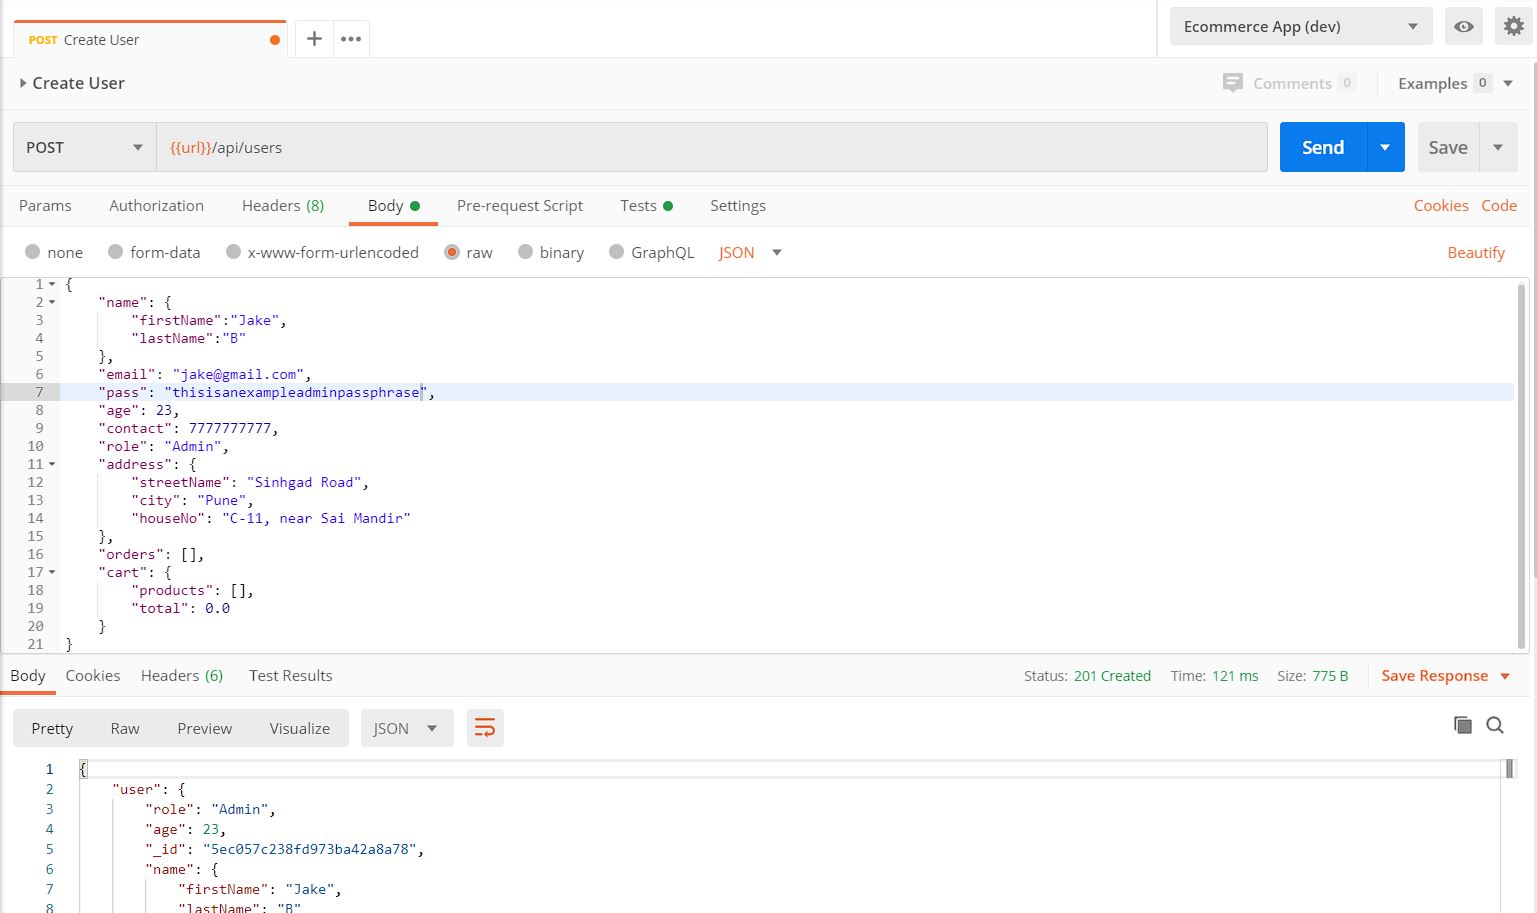 POST Create User
+ •••
Ecommerce App (dev)
Create User
Comments 0
Examples 0
POST
{{url}}/api/users
Send
Save
Params Authorization Headers (8) Body Pre-request Script Tests Settings
Cookies Code
none form-data x-www-form-urlencoded raw binary GraphQL JSON
Beautify
1 {
2 "name": {
3 "firstName":"Jake",
4 "lastName":"B"
5 },
6 "email": "jake@gmail.com",
7 "pass": "thisisanexampleadminpassphrase",
8 "age": 23,
9 "contact": 7777777777,
10 "role": "Admin",
11 "address": {
12 "streetName": "Sinhgad Road",
13 "city": "Pune",
14 "houseNo": "C-11, near Sai Mandir"
15 },
16 "orders": [],
17 "cart": {
18 "products": [],
19 "total": 0.0
20 }
21 }
Body Cookies Headers (6) Test Results
Status: 201 Created Time: 121 ms Size: 775 B
Save Response
Pretty Raw Preview Visualize JSON
1 {
2 "user": {
3 "role": "Admin",
4 "age": 23,
5 "_id": "5ec057c238fd973ba42a8a78",
6 "name": {
7 "firstName": "Jake",
8 "lastName": "B"